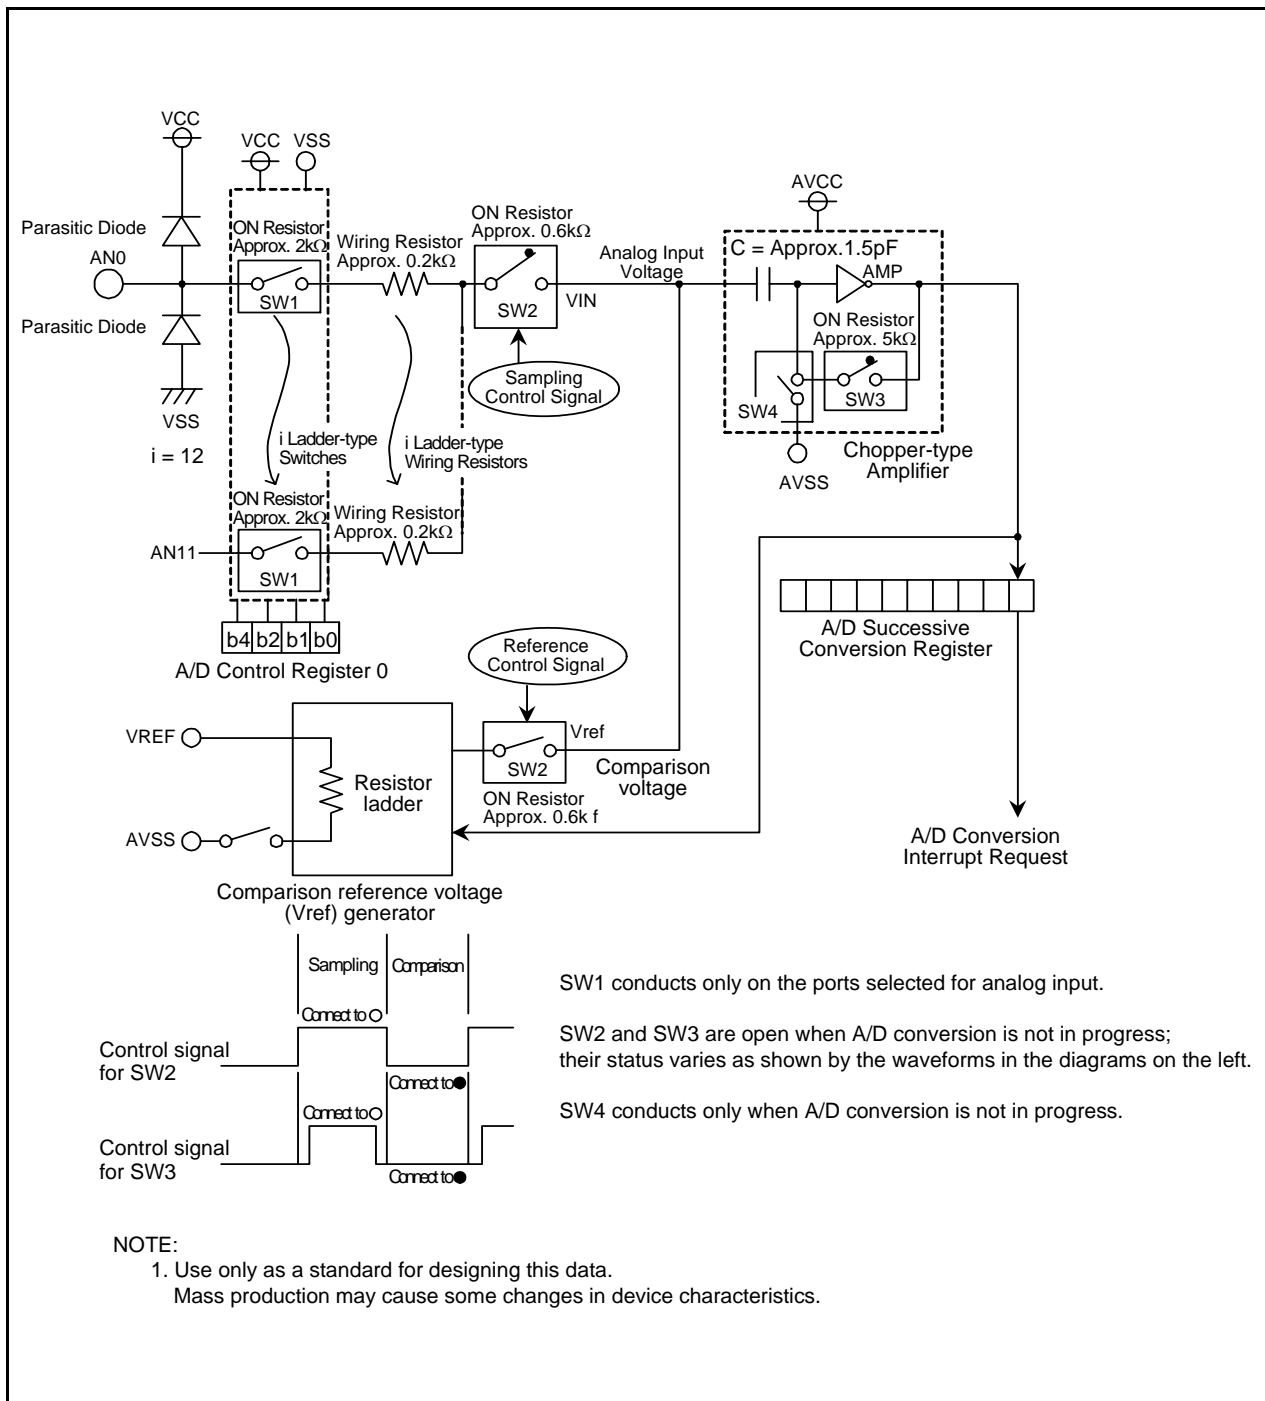 VCC
VCC VSS
AVCC
Parasitic Diode
ON Resistor
Approx. 2kΩ
Wiring Resistor
Approx. 0.2kΩ
ON Resistor
Approx. 0.6kΩ
Analog Input
Voltage
C = Approx.1.5pF
AMP
AN0
SW1
SW2
VIN
Parasitic Diode
ON Resistor
Approx. 5kΩ
Sampling
Control Signal
SW4
SW3
VSS
i = 12
i Ladder-type
Switches
i Ladder-type
Wiring Resistors
Chopper-type
Amplifier
AVSS
ON Resistor
Approx. 2kΩ
Wiring Resistor
Approx. 0.2kΩ
AN11
SW1
b4 b2 b1 b0
A/D Control Register 0
A/D Successive
Conversion Register
Reference
Control Signal
VREF
Vref
SW2
Resistor
ladder
Comparison
voltage
ON Resistor
Approx. 0.6k f
AVSS
A/D Conversion
Interrupt Request
Comparison reference voltage
(Vref) generator
Sampling Comparison
Connect to
Control signal
for SW2
Connect to
Connect to
Control signal
for SW3
Connect to
SW1 conducts only on the ports selected for analog input.
SW2 and SW3 are open when A/D conversion is not in progress;
their status varies as shown by the waveforms in the diagrams on the left.
SW4 conducts only when A/D conversion is not in progress.
NOTE:
1. Use only as a standard for designing this data.
Mass production may cause some changes in device characteristics.